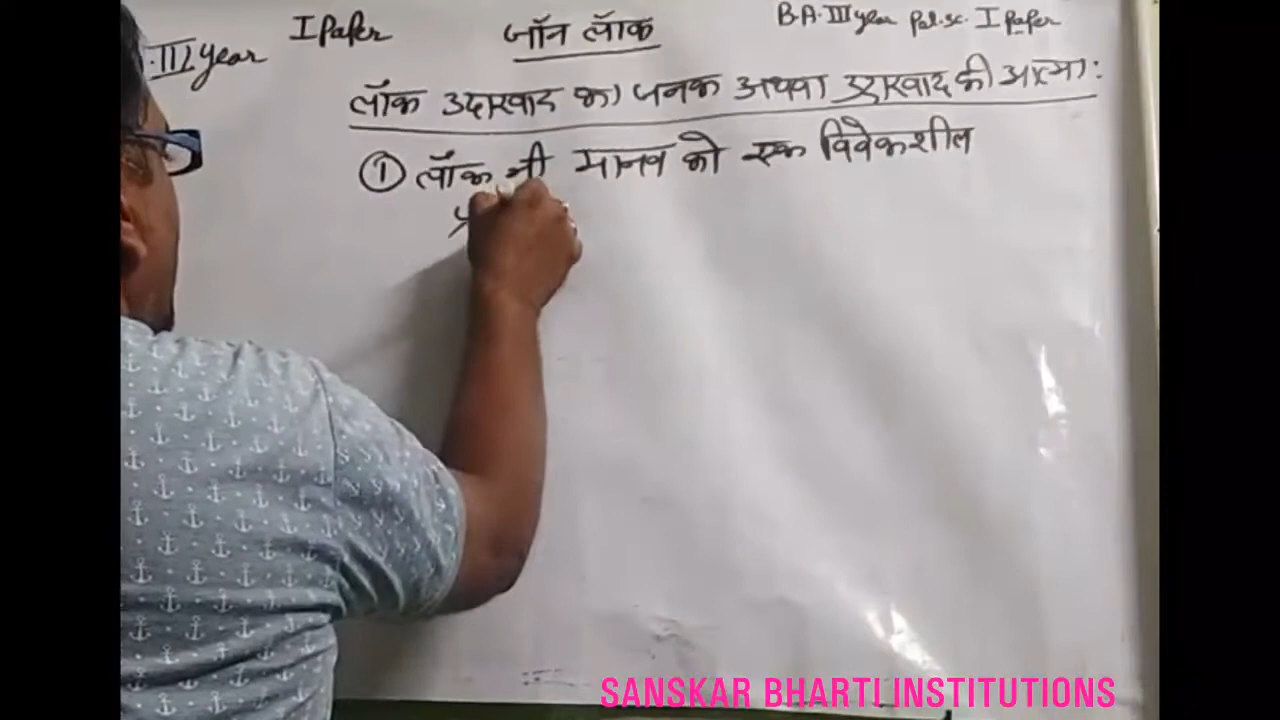 I Paper
जॉन लॉक
B.A. III year Pol.sc. I Paper
III year
लॉक उदारवाद का जनक अथवा उदारवाद की आत्मा:
① लॉक भी मानव को एक विवेकशील
SANSKAR BHARTI INSTITUTIONS